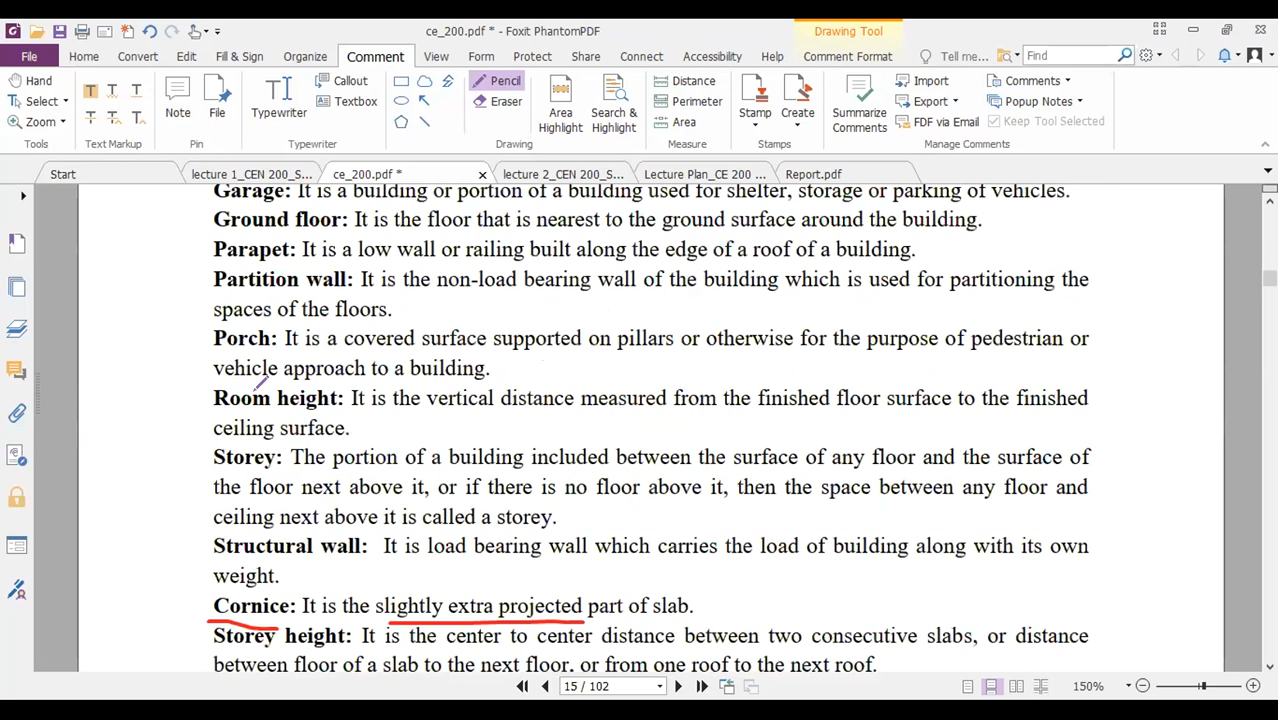 ce_200.pdf * - Foxit PhantomPDF
Drawing Tool
File Home Convert Edit Fill & Sign Organize Comment View Form Protect Share Connect Accessibility Help Comment Format Tell me... Find
Hand
Select
Zoom
Tools
T T T
T T T
Text Markup
Note
File
Pin
Typewriter
Callout
Textbox
Typewriter
Pencil
Eraser
Drawing
Area Highlight
Search & Highlight
Distance
Perimeter
Area
Measure
Stamp
Create
Stamps
Summarize Comments
Import
Export
FDF via Email
Comments
Popup Notes
Keep Tool Selected
Manage Comments
Start
lecture 1_CEN 200_S...
ce_200.pdf *
lecture 2_CEN 200_S...
Lecture Plan_CE 200 ...
Report.pdf
Garage: It is a building or portion of a building used for shelter, storage or parking of vehicles.
Ground floor: It is the floor that is nearest to the ground surface around the building.
Parapet: It is a low wall or railing built along the edge of a roof of a building.
Partition wall: It is the non-load bearing wall of the building which is used for partitioning the
spaces of the floors.
Porch: It is a covered surface supported on pillars or otherwise for the purpose of pedestrian or
vehicle approach to a building.
Room height: It is the vertical distance measured from the finished floor surface to the finished
ceiling surface.
Storey: The portion of a building included between the surface of any floor and the surface of
the floor next above it, or if there is no floor above it, then the space between any floor and
ceiling next above it is called a storey.
Structural wall: It is load bearing wall which carries the load of building along with its own
weight.
Cornice: It is the slightly extra projected part of slab.
Storey height: It is the center to center distance between two consecutive slabs, or distance
between floor of a slab to the next floor, or from one roof to the next roof.
15 / 102
150%